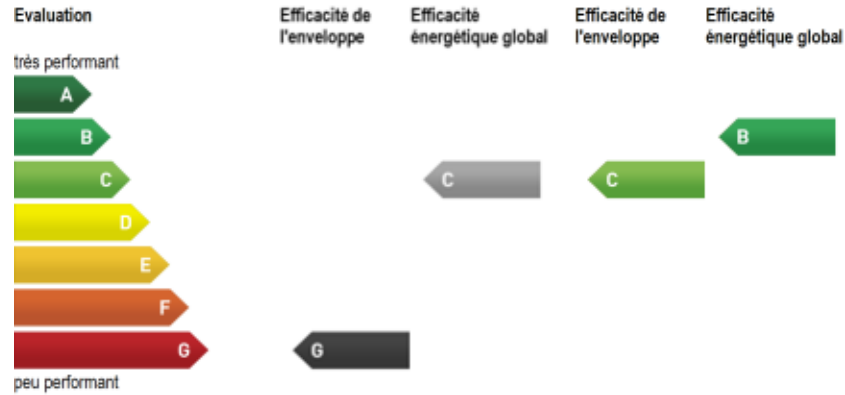 Evaluation
Efficacité de
l'enveloppe
Efficacité
énergétique global
Efficacité de
l'enveloppe
Efficacité
énergétique global
très performant
A
B
B
C
C
C
D
E
F
G
G
peu performant